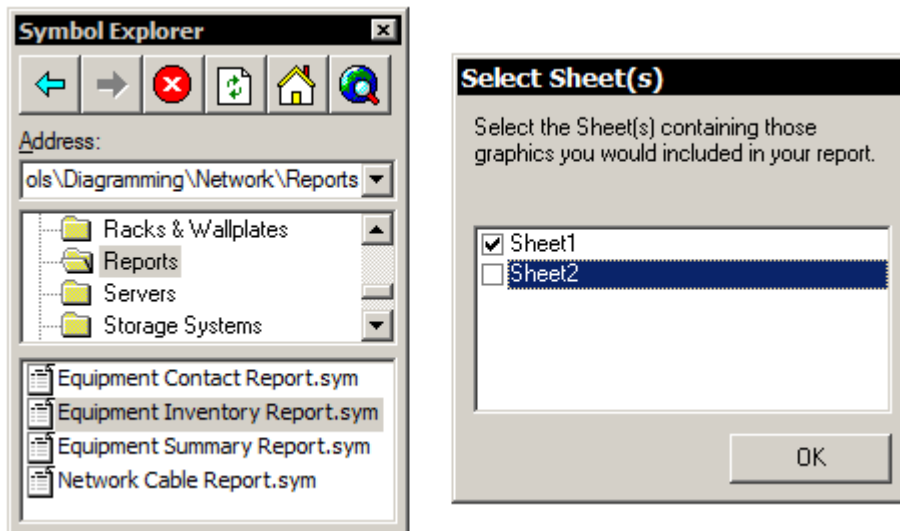 Symbol Explorer
Address:
ols\Diagramming\Network\Reports
Racks & Wallplates
Reports
Servers
Storage Systems
Equipment Contact Report.sym
Equipment Inventory Report.sym
Equipment Summary Report.sym
Network Cable Report.sym
Select Sheet(s)
Select the Sheet(s) containing those
graphics you would included in your report.
Sheet1
Sheet2
OK